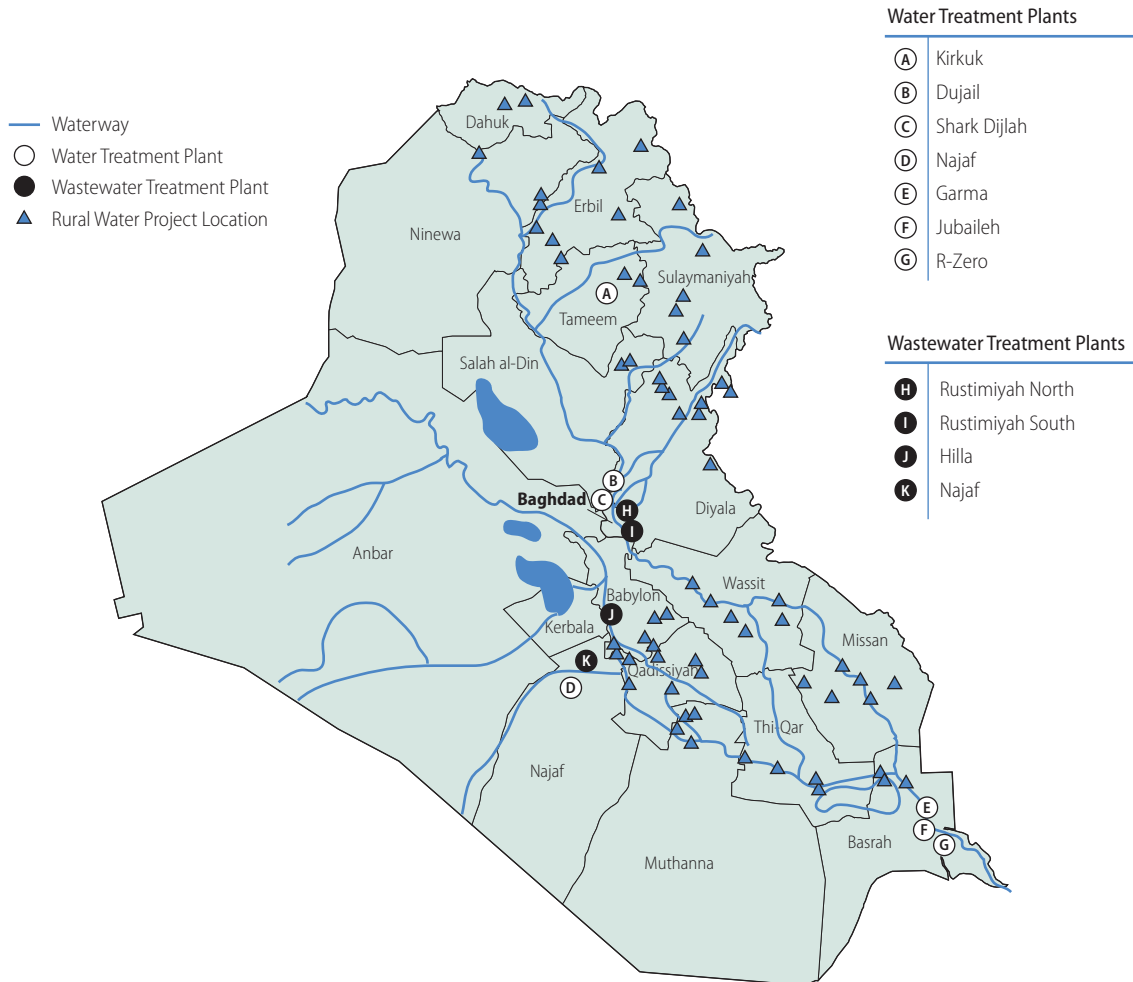 Water Treatment Plants
A Kirkuk
B Dujail
C Shark Dijlah
D Najaf
E Garma
F Jubaileh
G R-Zero
Wastewater Treatment Plants
H Rustimiyah North
I Rustimiyah South
J Hilla
K Najaf
Waterway
Water Treatment Plant
Wastewater Treatment Plant
Rural Water Project Location
Dahuk
Erbil
Ninewa
Sulaymaniyah
A
Tameem
Salah al-Din
B
Baghdad
C
H
Diyala
I
Anbar
Wassit
Babylon
J
Kerbala
Missan
K
Qadissiyah
D
Thi-Qar
Najaf
E
F
Basrah
G
Muthanna